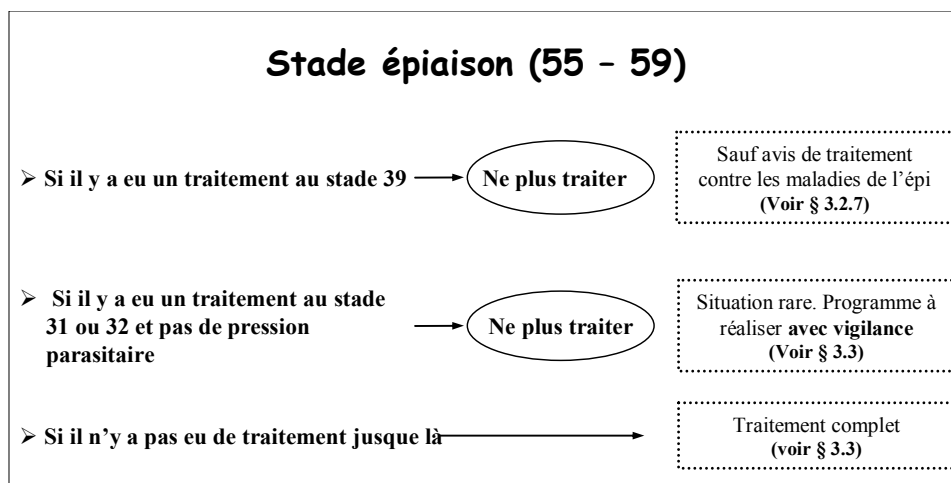 Stade épiaison (55 – 59)
➢ Si il y a eu un traitement au stade 39
Ne plus traiter
Sauf avis de traitement
contre les maladies de l'épi
(Voir § 3.2.7)
➢ Si il y a eu un traitement au stade
31 ou 32 et pas de pression
parasitaire
Ne plus traiter
Situation rare. Programme à
réaliser avec vigilance
(Voir § 3.3)
➢ Si il n'y a pas eu de traitement jusque là
Traitement complet
(voir § 3.3)